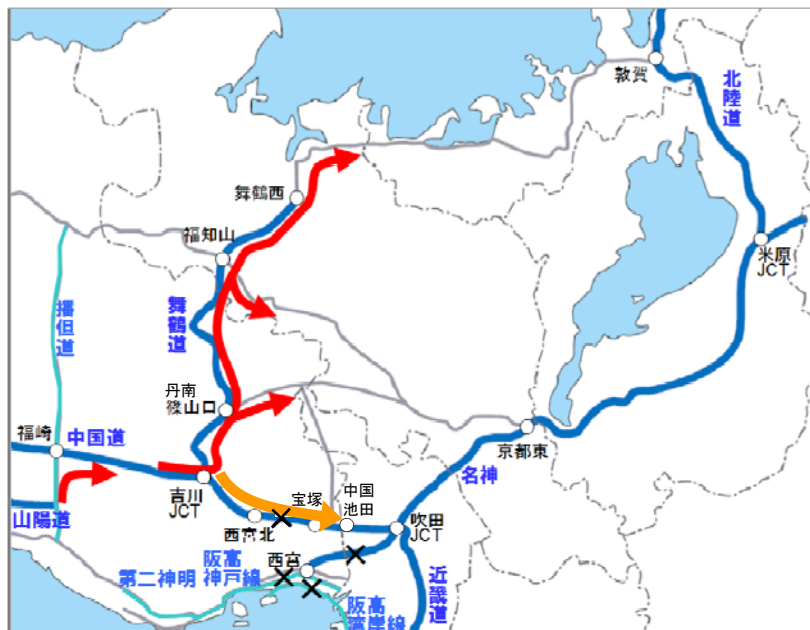 敦賀
北陸道
舞鶴西
福知山
米原
JCT
播但道
舞鶴道
丹南
篠山口
福崎
中国道
京都東
名神
吉川
JCT
宝塚
中国
池田
山陽道
西宮北
吹田
JCT
阪高
神戸線
西宮
第二神明
近畿道
阪高
湾岸線